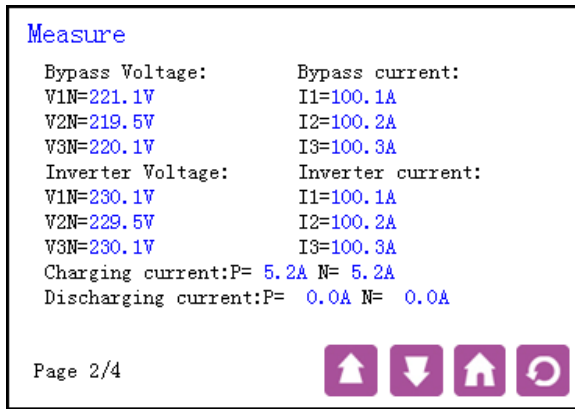 Measure
Bypass Voltage: Bypass current:
V1N=221.1V I1=100.1A
V2N=219.5V I2=100.2A
V3N=220.1V I3=100.3A
Inverter Voltage: Inverter current:
V1N=230.1V I1=100.1A
V2N=229.5V I2=100.2A
V3N=230.1V I3=100.3A
Charging current:P= 5.2A N= 5.2A
Discharging current:P= 0.0A N= 0.0A
Page 2/4